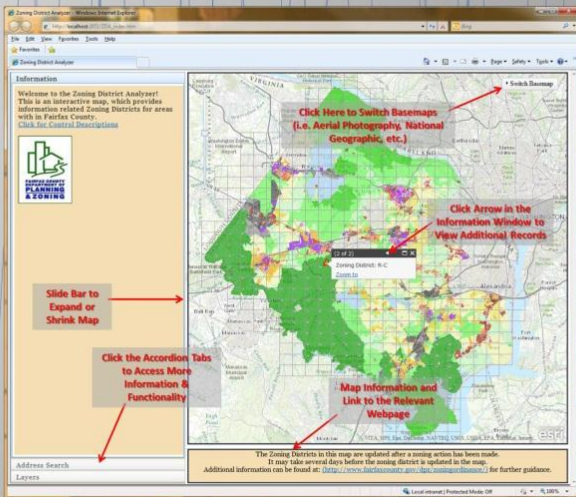 Zoning District Analyzer - Windows Internet Explorer
File Edit View Favorites Tools Help
Favorites
Zoning District Analyzer
Page Safety Tools
Information
Welcome to the Zoning District Analyzer!
This is an interactive map, which provides
information related Zoning Districts for areas
with in Fairfax County.
Click for Control Descriptions
FAIRFAX COUNTY
DEPARTMENT OF
PLANNING
& ZONING
VIRGINIA
Switch Basemap
Click Here to Switch Basemaps
(i.e. Aerial Photography, National
Geographic, etc.)
Click Arrow in the
Information Window to
View Additional Records
(2 of 2)
Zoning District: R-C
Zoom to
Slide Bar to
Expand or
Shrink Map
Click the Accordion Tabs
to Access More
Information &
Functionality
Map Information and
Link to the Relevant
Webpage
esri
Address Search
Layers
The Zoning Districts in this map are updated after a zoning action has been made.
It may take several days before the zoning district is updated in the map.
Additional information can be found at: (http://www.fairfaxcounty.gov/dpz/zoningordinance/) for further guidance.
Local intranet | Protected Mode: Off
100%